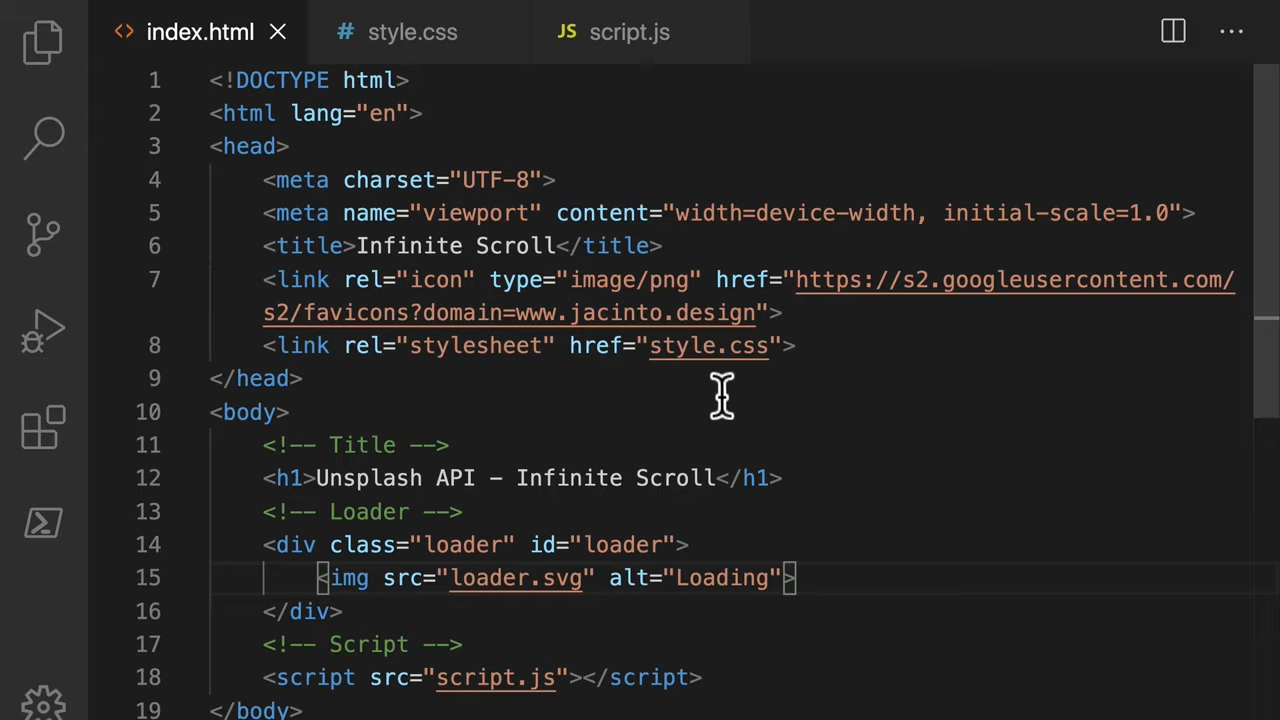 <> index.html × # style.css JS script.js ...
1 <!DOCTYPE html>
2 <html lang="en">
3 <head>
4 <meta charset="UTF-8">
5 <meta name="viewport" content="width=device-width, initial-scale=1.0">
6 <title>Infinite Scroll</title>
7 <link rel="icon" type="image/png" href="https://s2.googleusercontent.com/
s2/favicons?domain=www.jacinto.design">
8 <link rel="stylesheet" href="style.css">
9 </head>
10 <body>
11 <!-- Title -->
12 <h1>Unsplash API – Infinite Scroll</h1>
13 <!-- Loader -->
14 <div class="loader" id="loader">
15 <img src="loader.svg" alt="Loading">
16 </div>
17 <!-- Script -->
18 <script src="script.js"></script>
19 </body>